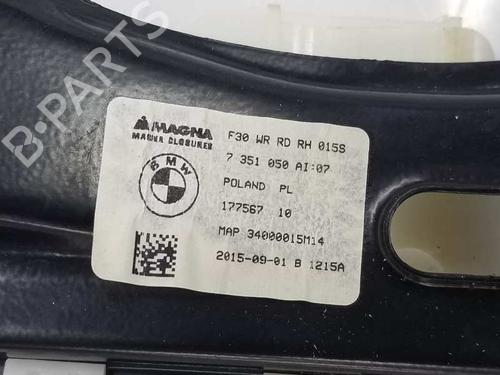 MAGNA
MAGNA CLOSURES
BMW
F30 WR RD RH 015S
7 351 050 AI:07
POLAND PL
177567 10
MAP 34000015M14
2015-09-01 B 1215A
B-PARTS